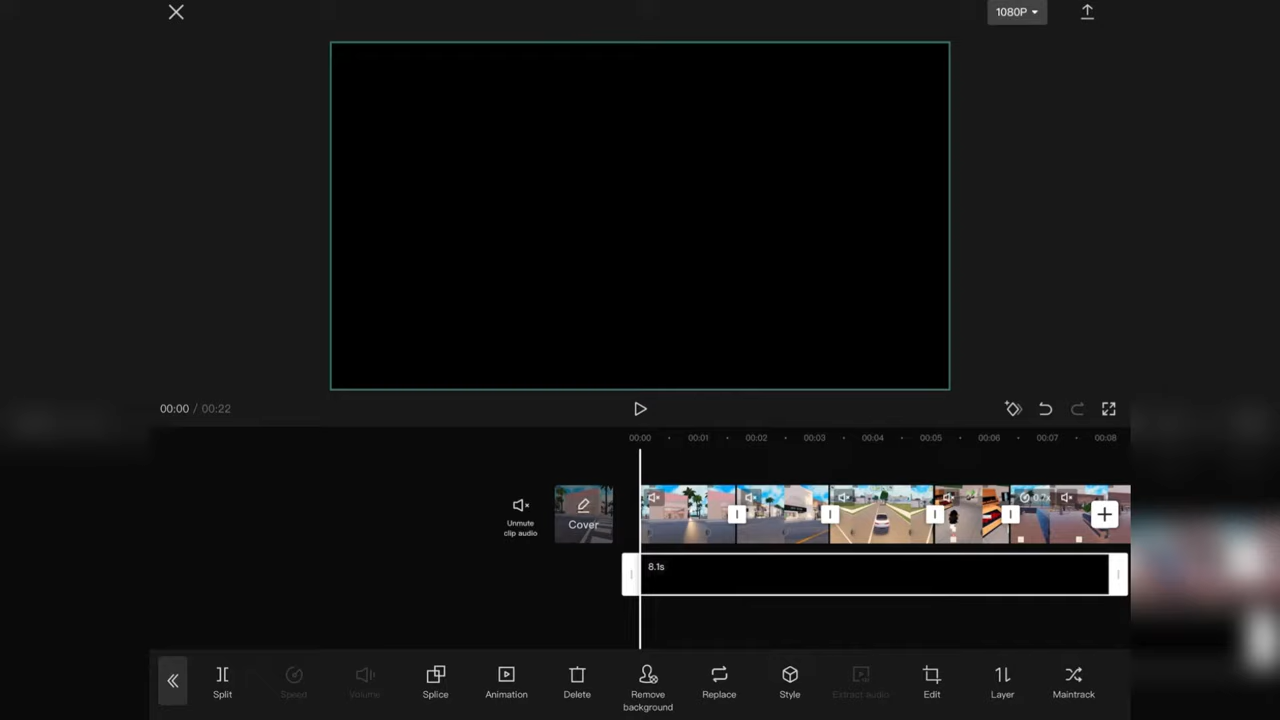 1080P
00:00 / 00:22
00:00 00:01 00:02 00:03 00:04 00:05 00:06 00:07 00:08
Unmute
clip audio
Cover
8.1s
Split
Speed
Volume
Splice
Animation
Delete
Remove
background
Replace
Style
Extract audio
Edit
Layer
Maintrack